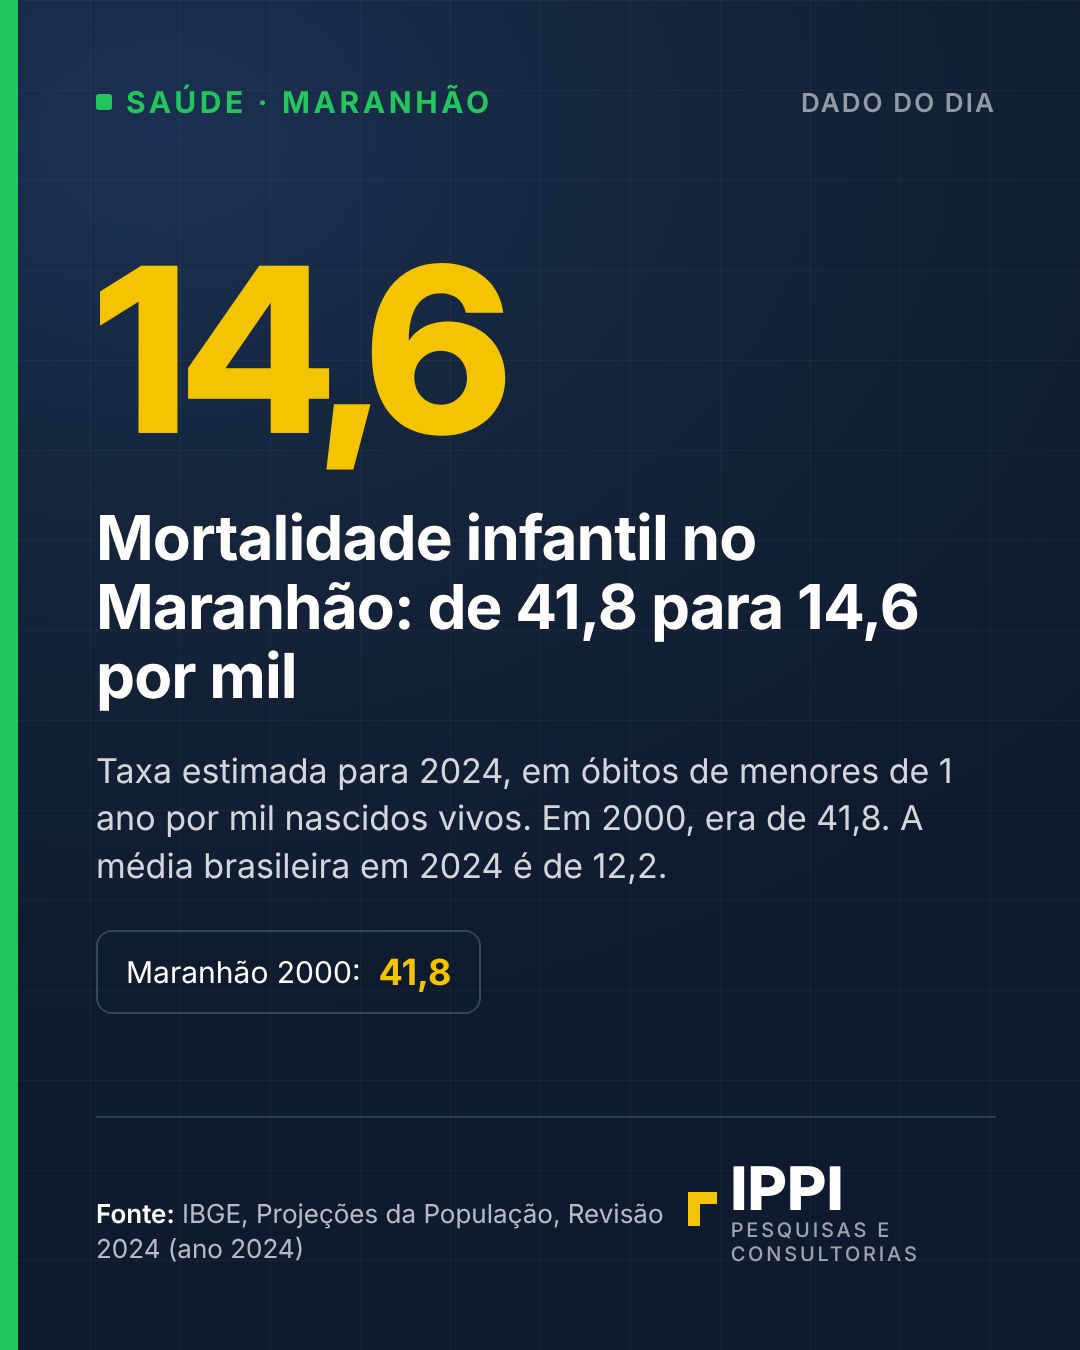 SAÚDE · MARANHÃO
DADO DO DIA
14,6
Mortalidade infantil no
Maranhão: de 41,8 para 14,6
por mil
Taxa estimada para 2024, em óbitos de menores de 1
ano por mil nascidos vivos. Em 2000, era de 41,8. A
média brasileira em 2024 é de 12,2.
Maranhão 2000: 41,8
Fonte: IBGE, Projeções da População, Revisão
2024 (ano 2024)
IPPI
PESQUISAS E
CONSULTORIAS